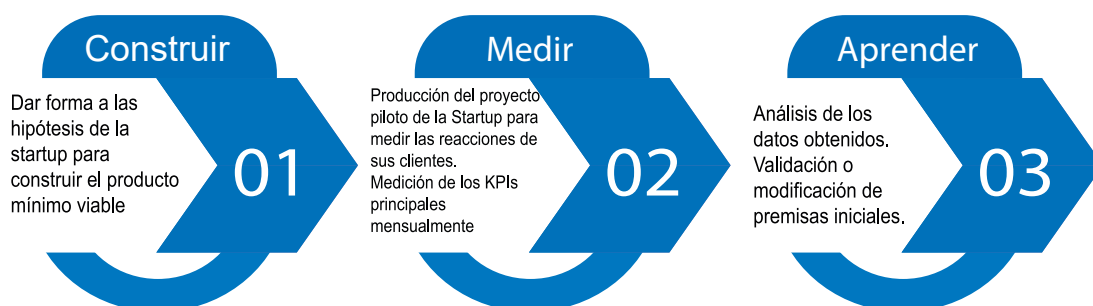 Construir
Dar forma a las
hipótesis de la
startup para
construir el producto
mínimo viable
01
Medir
Producción del proyecto
piloto de la Startup para
medir las reacciones de
sus clientes.
Medición de los KPIs
principales
mensualmente
02
Aprender
Análisis de los
datos obtenidos.
Validación o
modificación de
premisas iniciales.
03